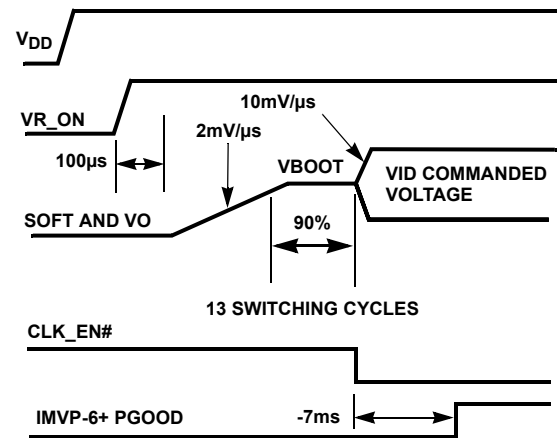 VDD
VR_ON
10mV/µs
2mV/µs
100µs
VBOOT
VID COMMANDED
VOLTAGE
SOFT AND VO
90%
13 SWITCHING CYCLES
CLK_EN#
IMVP-6+ PGOOD
-7ms